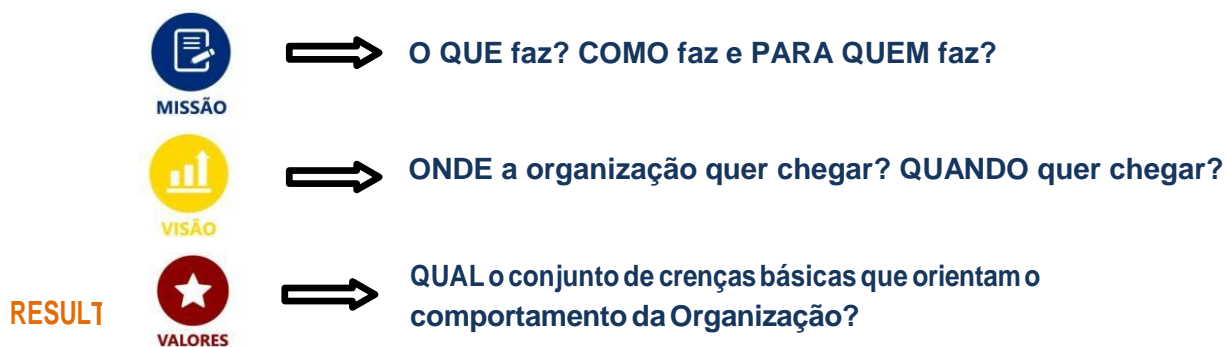 O QUE faz? COMO faz e PARA QUEM faz?
MISSÃO
ONDE a organização quer chegar? QUANDO quer chegar?
VISÃO
QUAL o conjunto de crenças básicas que orientam o
comportamento da Organização?
RESULT
VALORES